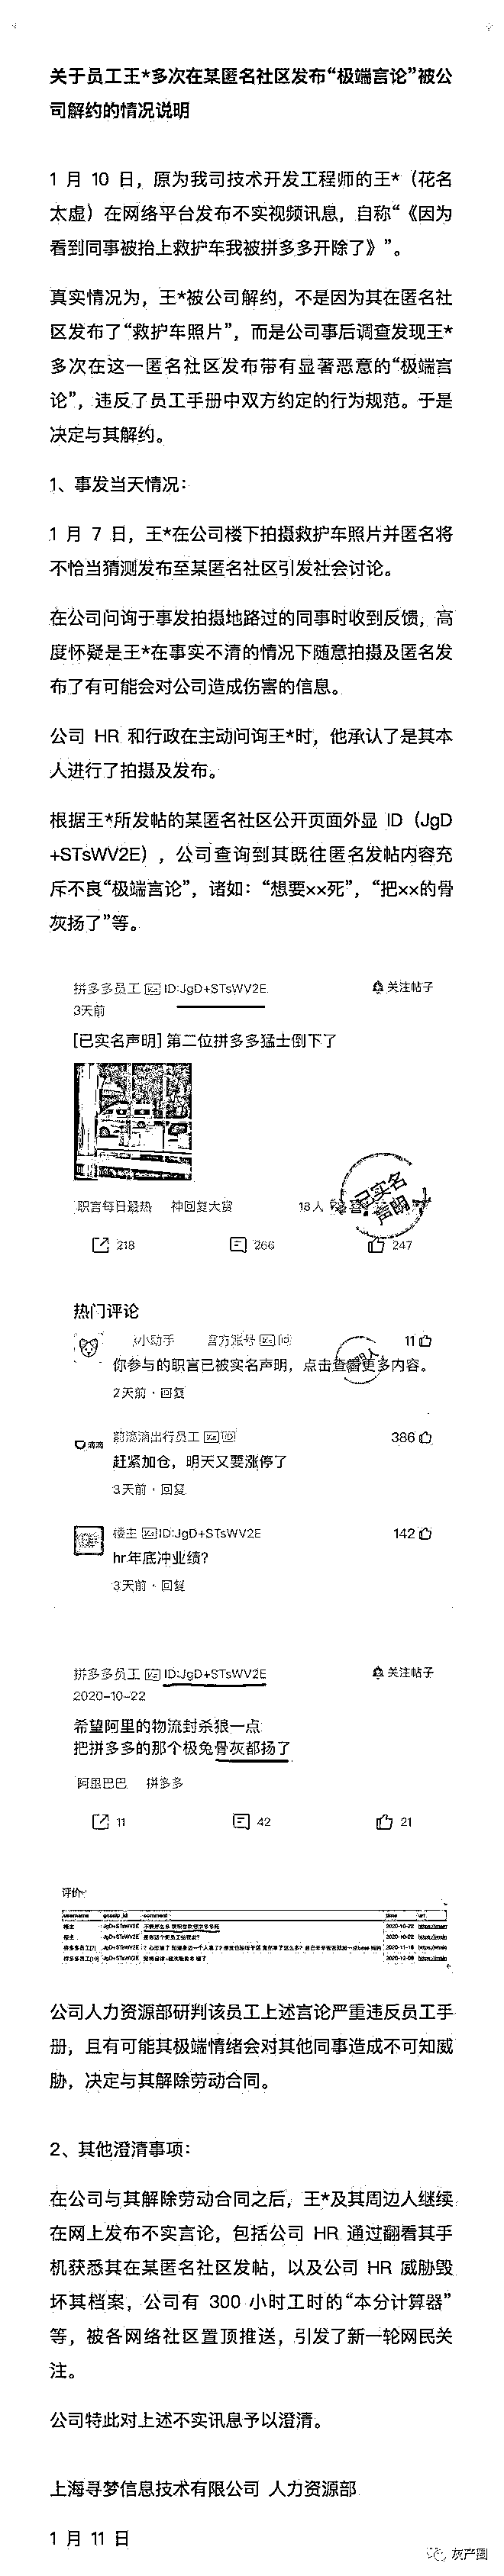 关于员工王*多次在某匿名社区发布“极端言论”被公
司解约的情况说明
1 月 10 日，原为我司技术开发工程师的王*（花名
太虚）在网络平台发布不实视频讯息，自称“《因为
看到同事被抬上救护车我被拼多多开除了》”。
真实情况为，王*被公司解约，不是因为其在匿名社
区发布了“救护车照片”，而是公司事后调查发现王*
多次在这一匿名社区发布带有显著恶意的“极端言
论”，违反了员工手册中双方约定的行为规范。于是
决定与其解约。
1、事发当天情况：
1 月 7 日，王*在公司楼下拍摄救护车照片并匿名将
不恰当猜测发布至某匿名社区引发社会讨论。
在公司问询于事发拍摄地路过的同事时收到反馈，高
度怀疑是王*在事实不清的情况下随意拍摄及匿名发
布了有可能会对公司造成伤害的信息。
公司 HR 和行政在主动问询王*时，他承认了是其本
人进行了拍摄及发布。
根据王*所发帖的某匿名社区公开页面外显 ID（JgD
+STsWV2E），公司查询到其既往匿名发帖内容充
斥不良“极端言论”，诸如：“想要xx死”，“把xx的骨
灰扬了”等。
拼多多员工 ID:JgD+STsWV2E
关注帖子
3天前
[已实名声明] 第二位拼多多猛士倒下了
职言每日最热 神回复大赏
18人
已实名
声明
218
266
247
热门评论
小助手 官方账号
11
你参与的职言已被实名声明，点击查看更多内容。
2天前 · 回复
滴滴
前滴滴出行员工
386
赶紧加仓，明天又要涨停了
3天前 · 回复
楼主 ID:JgD+STsWV2E
142
hr年底冲业绩？
3天前 · 回复
拼多多员工 ID:JgD+STsWV2E
关注帖子
2020-10-22
希望阿里的物流封杀狠一点
把拼多多的那个极兔骨灰都扬了
阿里巴巴 拼多多
11
42
21
评价
username gossip_id comment time url
公司人力资源部研判该员工上述言论严重违反员工手
册，且有可能其极端情绪会对其他同事造成不可知威
胁，决定与其解除劳动合同。
2、其他澄清事项：
在公司与其解除劳动合同之后，王*及其周边人继续
在网上发布不实言论，包括公司 HR 通过翻看其手
机获悉其在某匿名社区发帖，以及公司 HR 威胁毁
坏其档案，公司有 300 小时工时的“本分计算器”
等，被各网络社区置顶推送，引发了新一轮网民关
注。
公司特此对上述不实讯息予以澄清。
上海寻梦信息技术有限公司 人力资源部
1 月 11 日
灰产圈